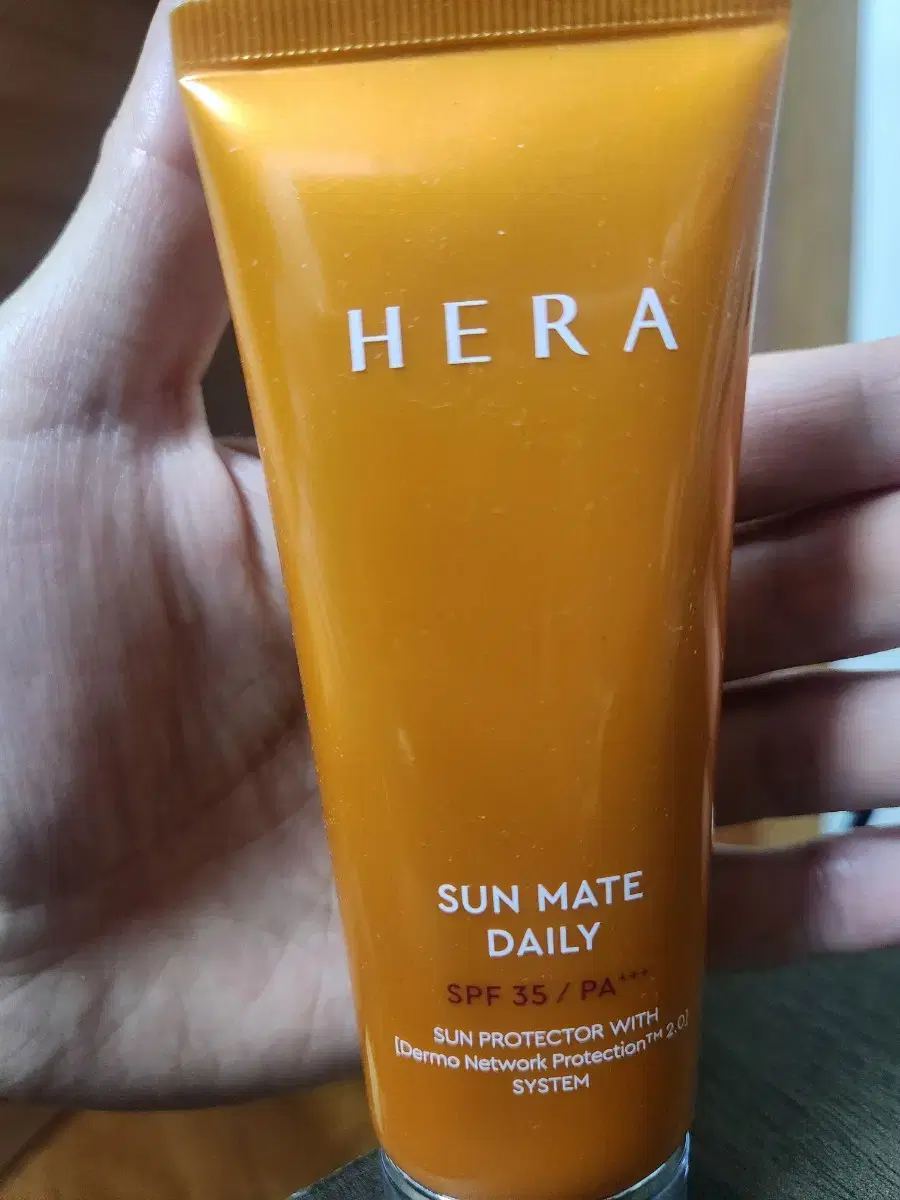 HERA
SUN MATE
DAILY
SPF 35 / PA+++
SUN PROTECTOR WITH
[Dermo Network Protection™ 2.0]
SYSTEM